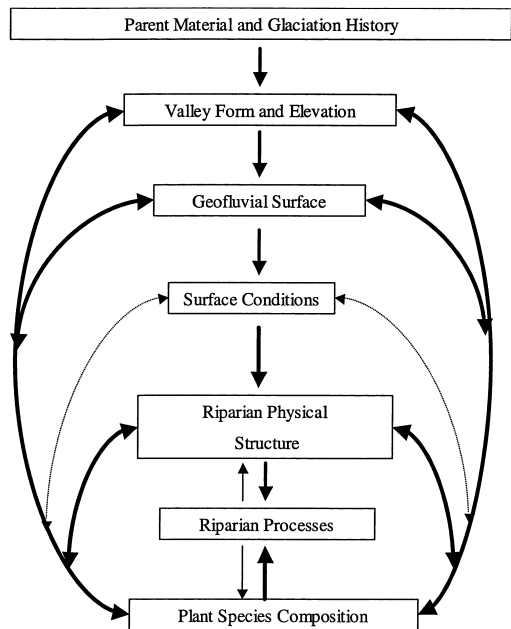 Parent Material and Glaciation History
Valley Form and Elevation
Geofluvial Surface
Surface Conditions
Riparian Physical
Structure
Riparian Processes
Plant Species Composition